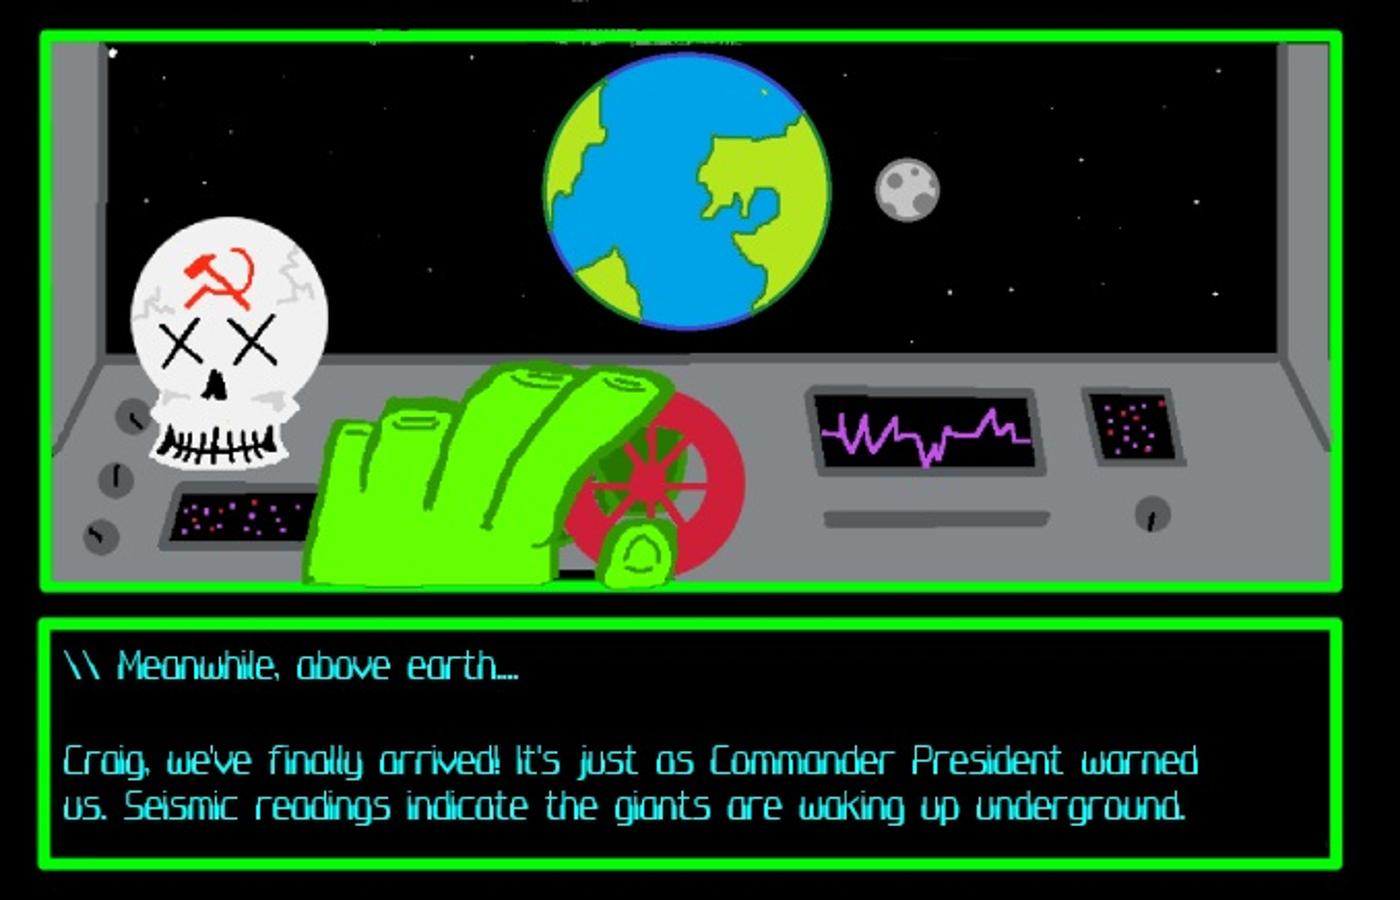 \\ Meanwhile, above earth....
Craig, we've finally arrived! It's just as Commander President warned
us. Seismic readings indicate the giants are waking up underground.